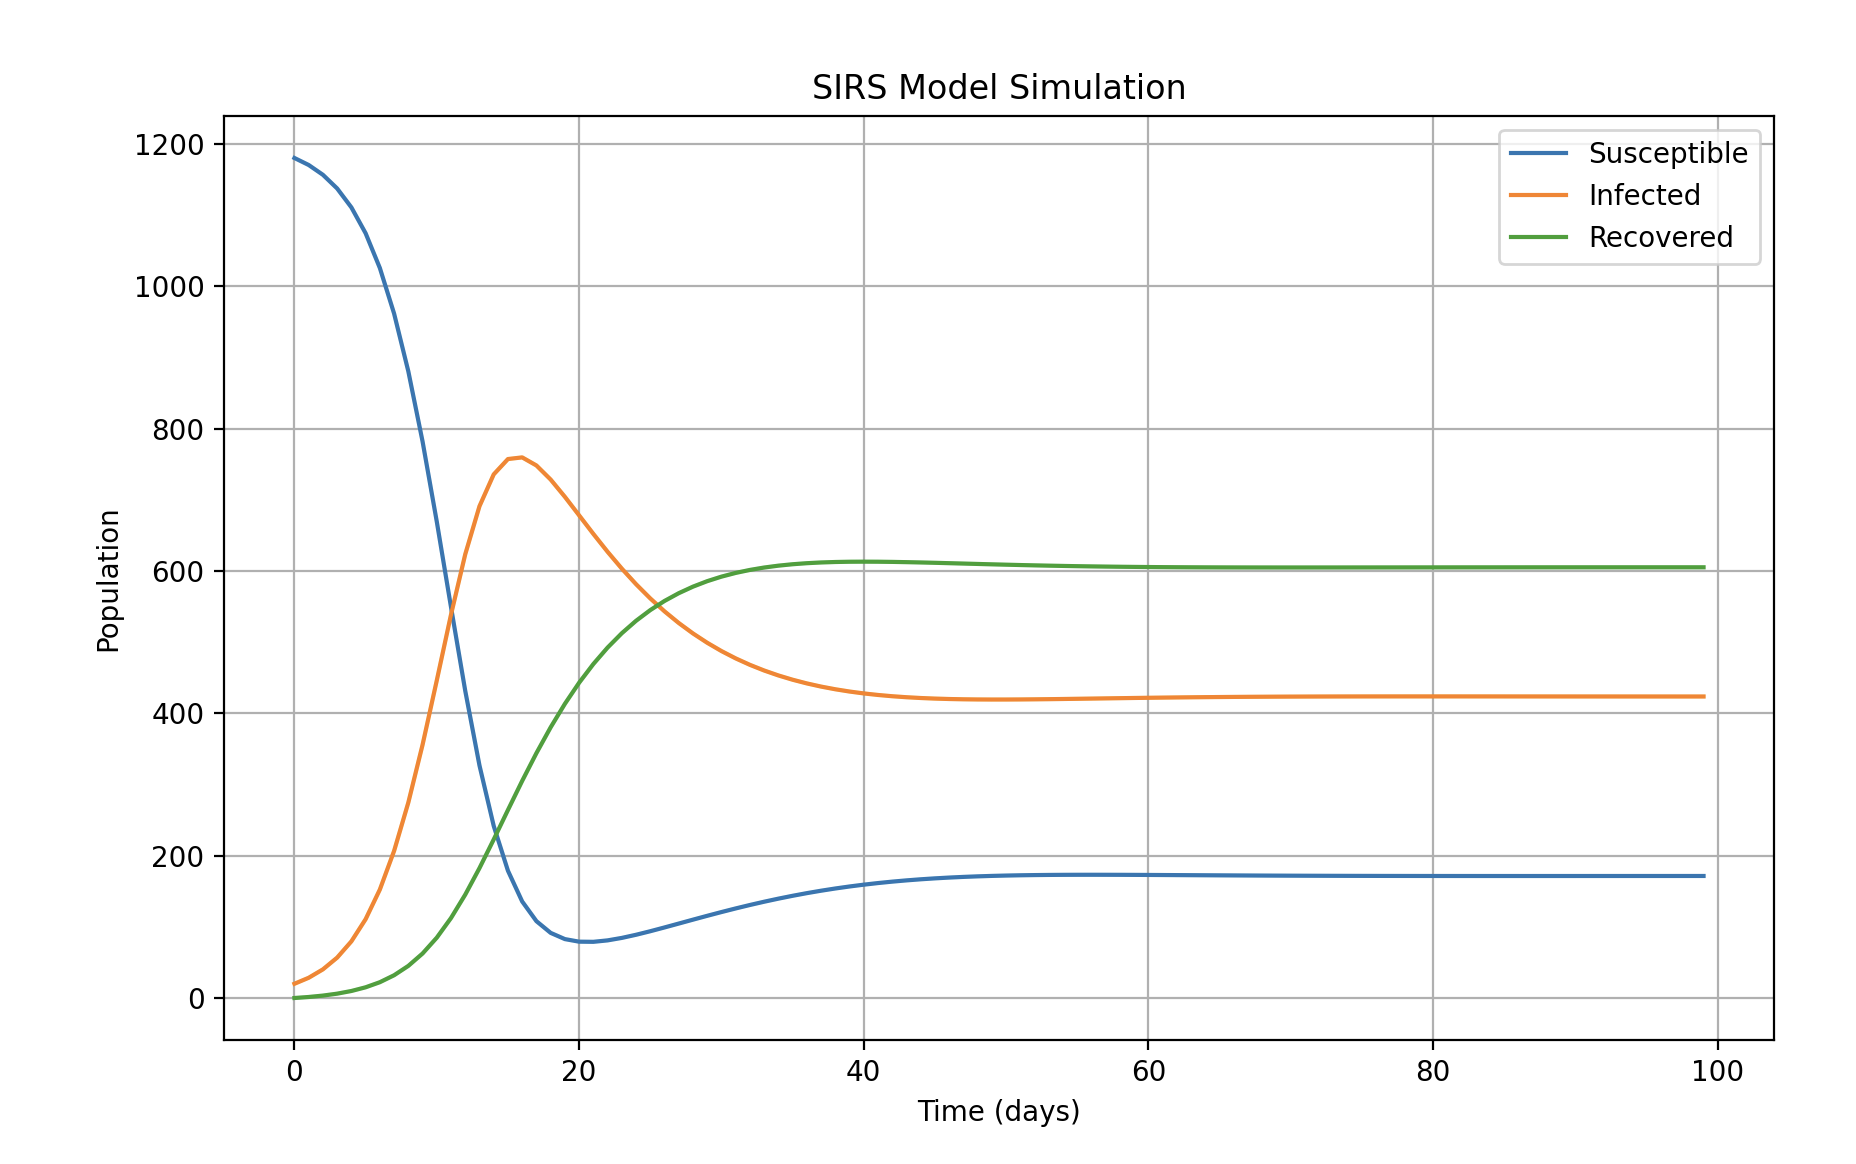 SIRS Model Simulation
1200
1000
800
600
400
200
0
Population
0 20 40 60 80 100
Time (days)
Susceptible
Infected
Recovered